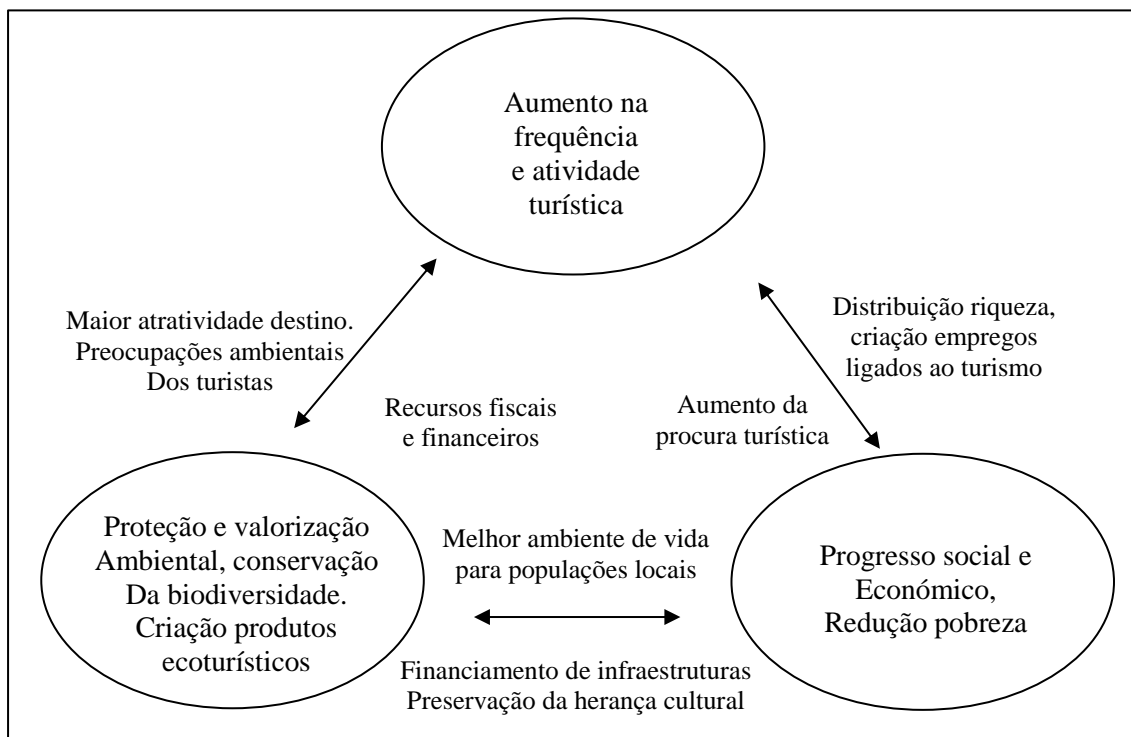 Aumento na
frequência
e atividade
turística
Maior atratividade destino.
Preocupações ambientais
Dos turistas
Distribuição riqueza,
criação empregos
ligados ao turismo
Recursos fiscais
e financeiros
Aumento da
procura turística
Proteção e valorização
Ambiental, conservação
Da biodiversidade.
Criação produtos
ecoturísticos
Melhor ambiente de vida
para populações locais
Financiamento de infraestruturas
Preservação da herança cultural
Progresso social e
Económico,
Redução pobreza